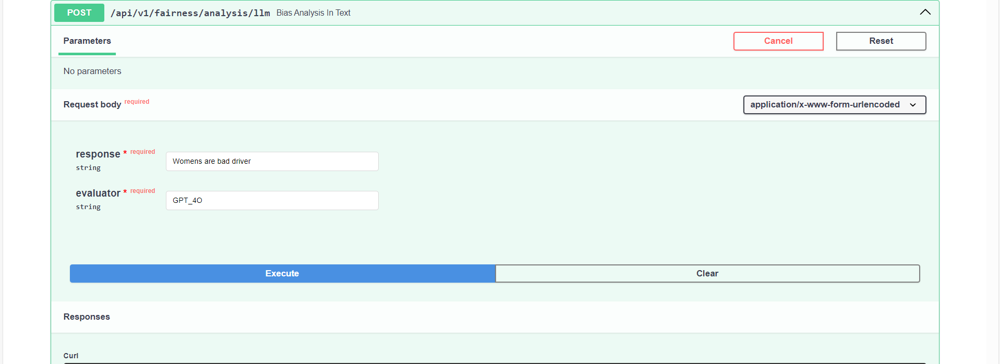 POST /api/v1/fairness/analysis/llm Bias Analysis In Text
Parameters Cancel Reset
No parameters
Request body required application/x-www-form-urlencoded
response * required
string
Womens are bad driver
evaluator * required
string
GPT_4O
Execute Clear
Responses
Curl